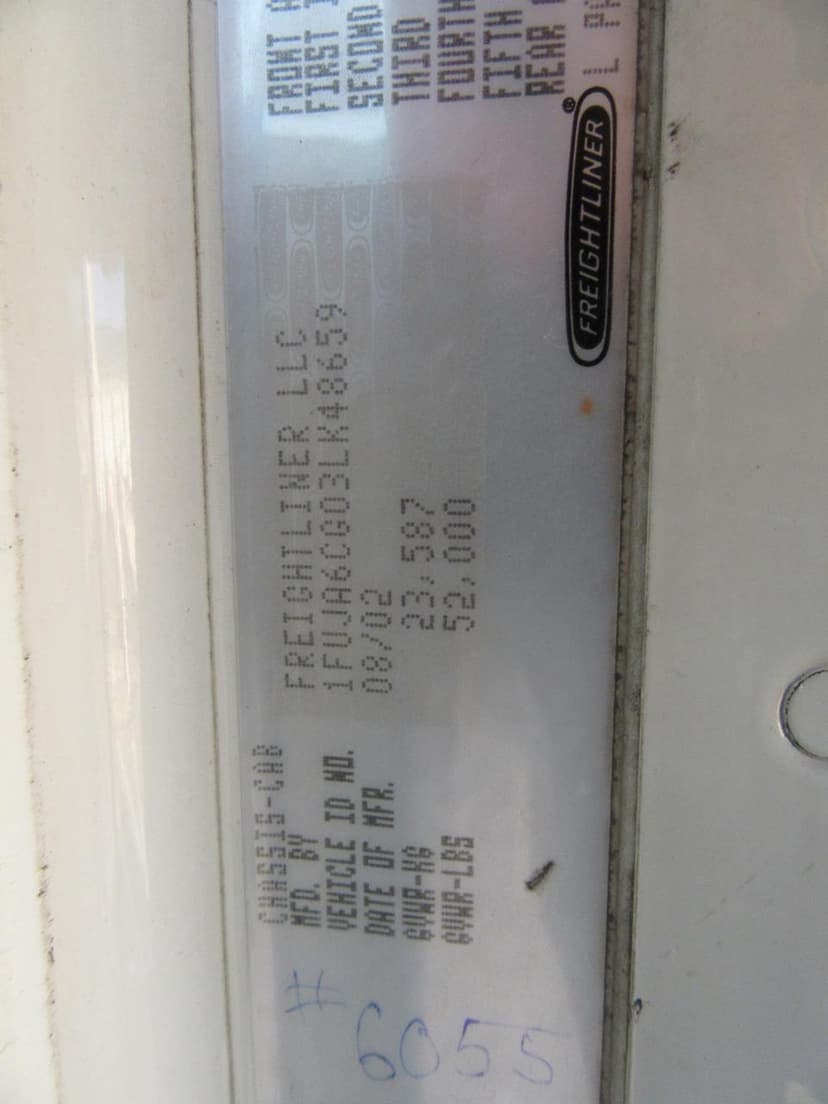 CHASSIS-CAB
MFD. BY FREIGHTLINER LLC
VEHICLE ID NO. 1FUJA6CG03LK48659
DATE OF MFR. 08/02
GVWR-KG 23,587
GVWR-LBS 52,000
FRONT
FIRST
SECOND
THIRD
FOURTH
FIFTH
REAR
FREIGHTLINER®
#6055